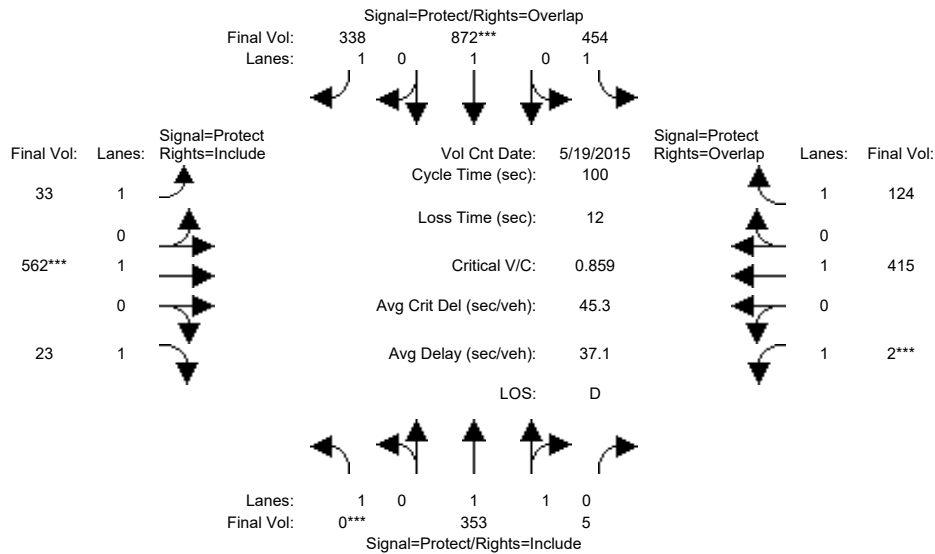 Signal=Protect/Rights=Overlap
Final Vol: 338 872*** 454
Lanes: 1 0 1 0 1
Signal=Protect
Final Vol: Lanes: Rights=Include
Vol Cnt Date: 5/19/2015
Signal=Protect
Rights=Overlap Lanes: Final Vol:
Cycle Time (sec): 100
33 1
1 124
Loss Time (sec): 12
0
0
562*** 1
Critical V/C: 0.859
1 415
0
Avg Crit Del (sec/veh): 45.3
0
23 1
Avg Delay (sec/veh): 37.1
1 2***
LOS: D
Lanes: 1 0 1 1 0
Final Vol: 0*** 353 5
Signal=Protect/Rights=Include